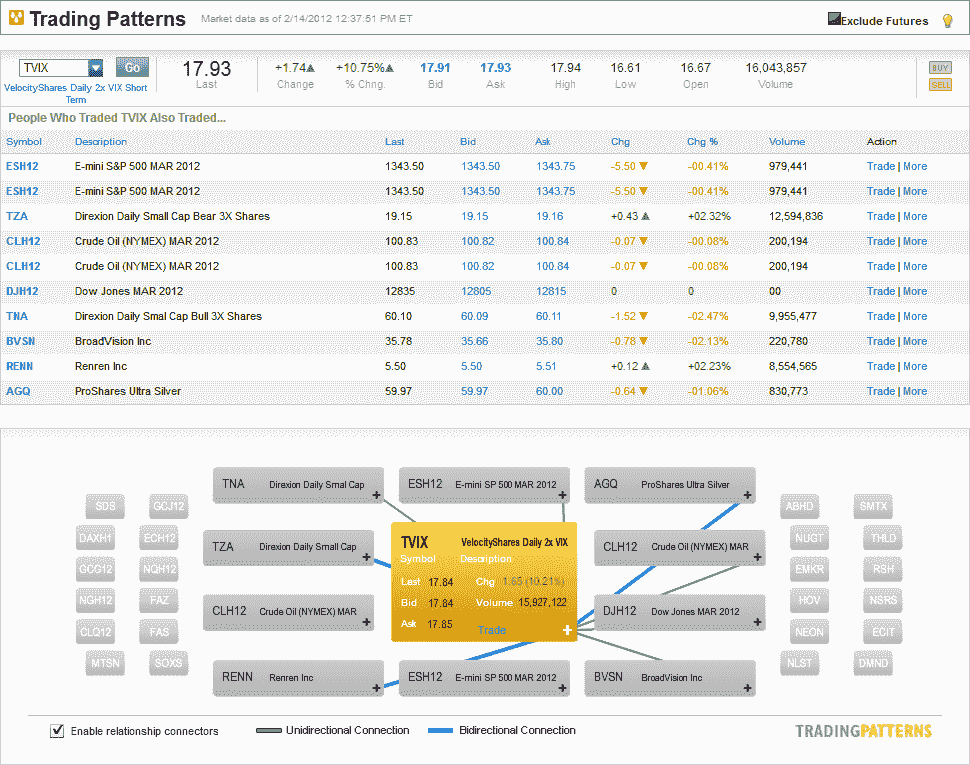 Trading Patterns Market data as of 2/14/2012 12:37:51 PM ET Exclude Futures
TVIX Go 17.93 +1.74 +10.75% 17.91 17.93 17.94 16.61 16.67 16,043,857 BUY
Last Change % Chng. Bid Ask High Low Open Volume SELL
VelocityShares Daily 2x VIX Short
Term
People Who Traded TVIX Also Traded...
Symbol Description Last Bid Ask Chg Chg % Volume Action
ESH12 E-mini S&P 500 MAR 2012 1343.50 1343.50 1343.75 -5.50 -00.41% 979,441 Trade | More
ESH12 E-mini S&P 500 MAR 2012 1343.50 1343.50 1343.75 -5.50 -00.41% 979,441 Trade | More
TZA Direxion Daily Small Cap Bear 3X Shares 19.15 19.15 19.16 +0.43 +02.32% 12,594,836 Trade | More
CLH12 Crude Oil (NYMEX) MAR 2012 100.83 100.82 100.84 -0.07 -00.08% 200,194 Trade | More
CLH12 Crude Oil (NYMEX) MAR 2012 100.83 100.82 100.84 -0.07 -00.08% 200,194 Trade | More
DJH12 Dow Jones MAR 2012 12835 12805 12815 0 0 00 Trade | More
TNA Direxion Daily Smal Cap Bull 3X Shares 60.10 60.09 60.11 -1.52 -02.47% 9,955,477 Trade | More
BVSN BroadVision Inc 35.78 35.66 35.80 -0.78 -02.13% 220,780 Trade | More
RENN Renren Inc 5.50 5.50 5.51 +0.12 +02.23% 8,554,565 Trade | More
AGQ ProShares Ultra Silver 59.97 59.97 60.00 -0.64 -01.06% 830,773 Trade | More
TNA Direxion Daily Smal Cap + ESH12 E-mini SP 500 MAR 2012 + AGQ ProShares Ultra Silver +
SDS GCJ12 ABHD SMTX
DAXH1 ECH12 NUGT THLD
TZA Direxion Daily Small Cap + CLH12 Crude Oil (NYMEX) MAR +
TVIX VelocityShares Daily 2x VIX
Symbol Description
GCG12 NQH12 EMKR RSH
Last 17.84 Chg 1.65 (10.21%)
Bid 17.84 Volume 15,927,122
Ask 17.85 Trade +
NGH12 FAZ HOV NSRS
CLH12 Crude Oil (NYMEX) MAR + DJH12 Dow Jones MAR 2012 +
CLQ12 FAS NEON ECIT
MTSN SOXS NLST DMND
RENN Renren Inc + ESH12 E-mini SP 500 MAR 2012 + BVSN BroadVision Inc +
Enable relationship connectors Unidirectional Connection Bidirectional Connection TRADINGPATTERNS